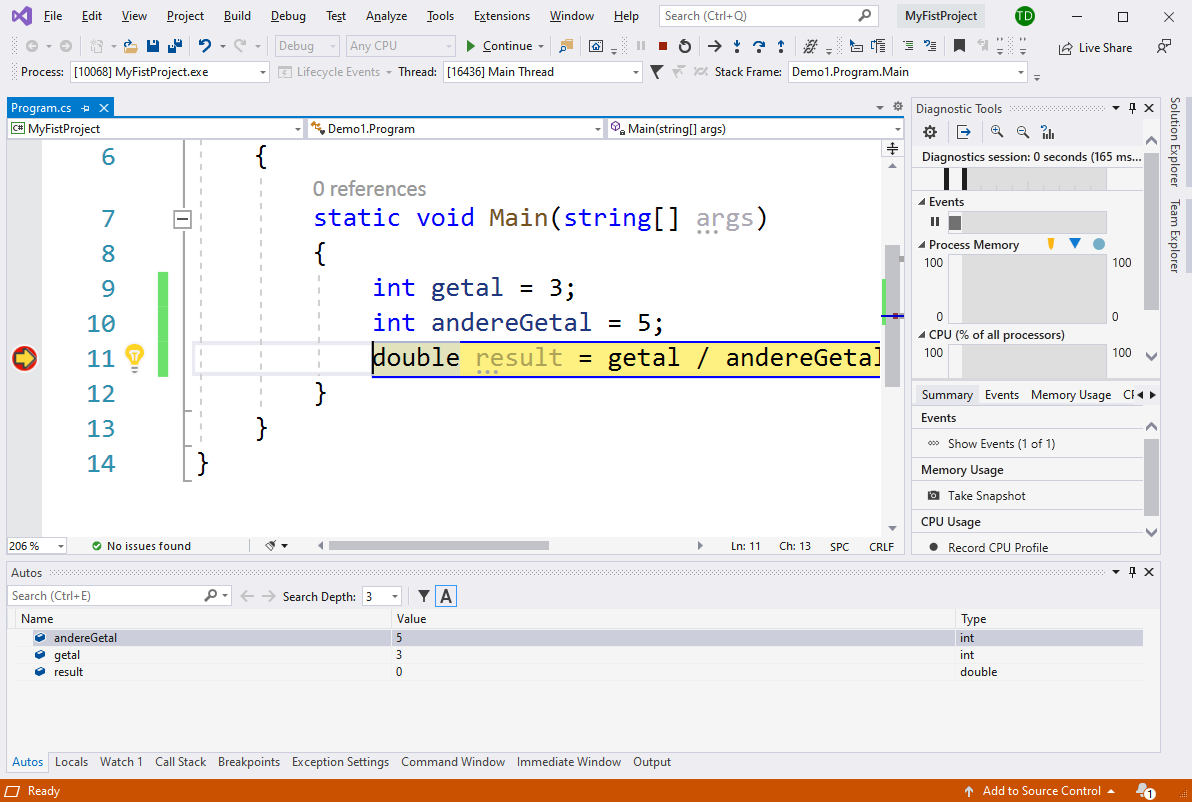 File Edit View Project Build Debug Test Analyze Tools Extensions Window Help Search (Ctrl+Q) MyFistProject TD
Debug Any CPU Continue Live Share
Process: [10068] MyFistProject.exe Lifecycle Events Thread: [16436] Main Thread Stack Frame: Demo1.Program.Main
Program.cs
C# MyFistProject Demo1.Program Main(string[] args)
6 {
0 references
7 static void Main(string[] args)
8 {
9 int getal = 3;
10 int andereGetal = 5;
11 double result = getal / andereGetal
12 }
13 }
14 }
206 % No issues found Ln: 11 Ch: 13 SPC CRLF
Diagnostic Tools
Diagnostics session: 0 seconds (165 ms...
Events
Process Memory
100 100
0 0
CPU (% of all processors)
100 100
Summary Events Memory Usage CF
Events
Show Events (1 of 1)
Memory Usage
Take Snapshot
CPU Usage
Record CPU Profile
Solution Explorer
Team Explorer
Autos
Search (Ctrl+E) Search Depth: 3 A
Name Value Type
andereGetal 5 int
getal 3 int
result 0 double
Autos Locals Watch 1 Call Stack Breakpoints Exception Settings Command Window Immediate Window Output
Ready Add to Source Control 1